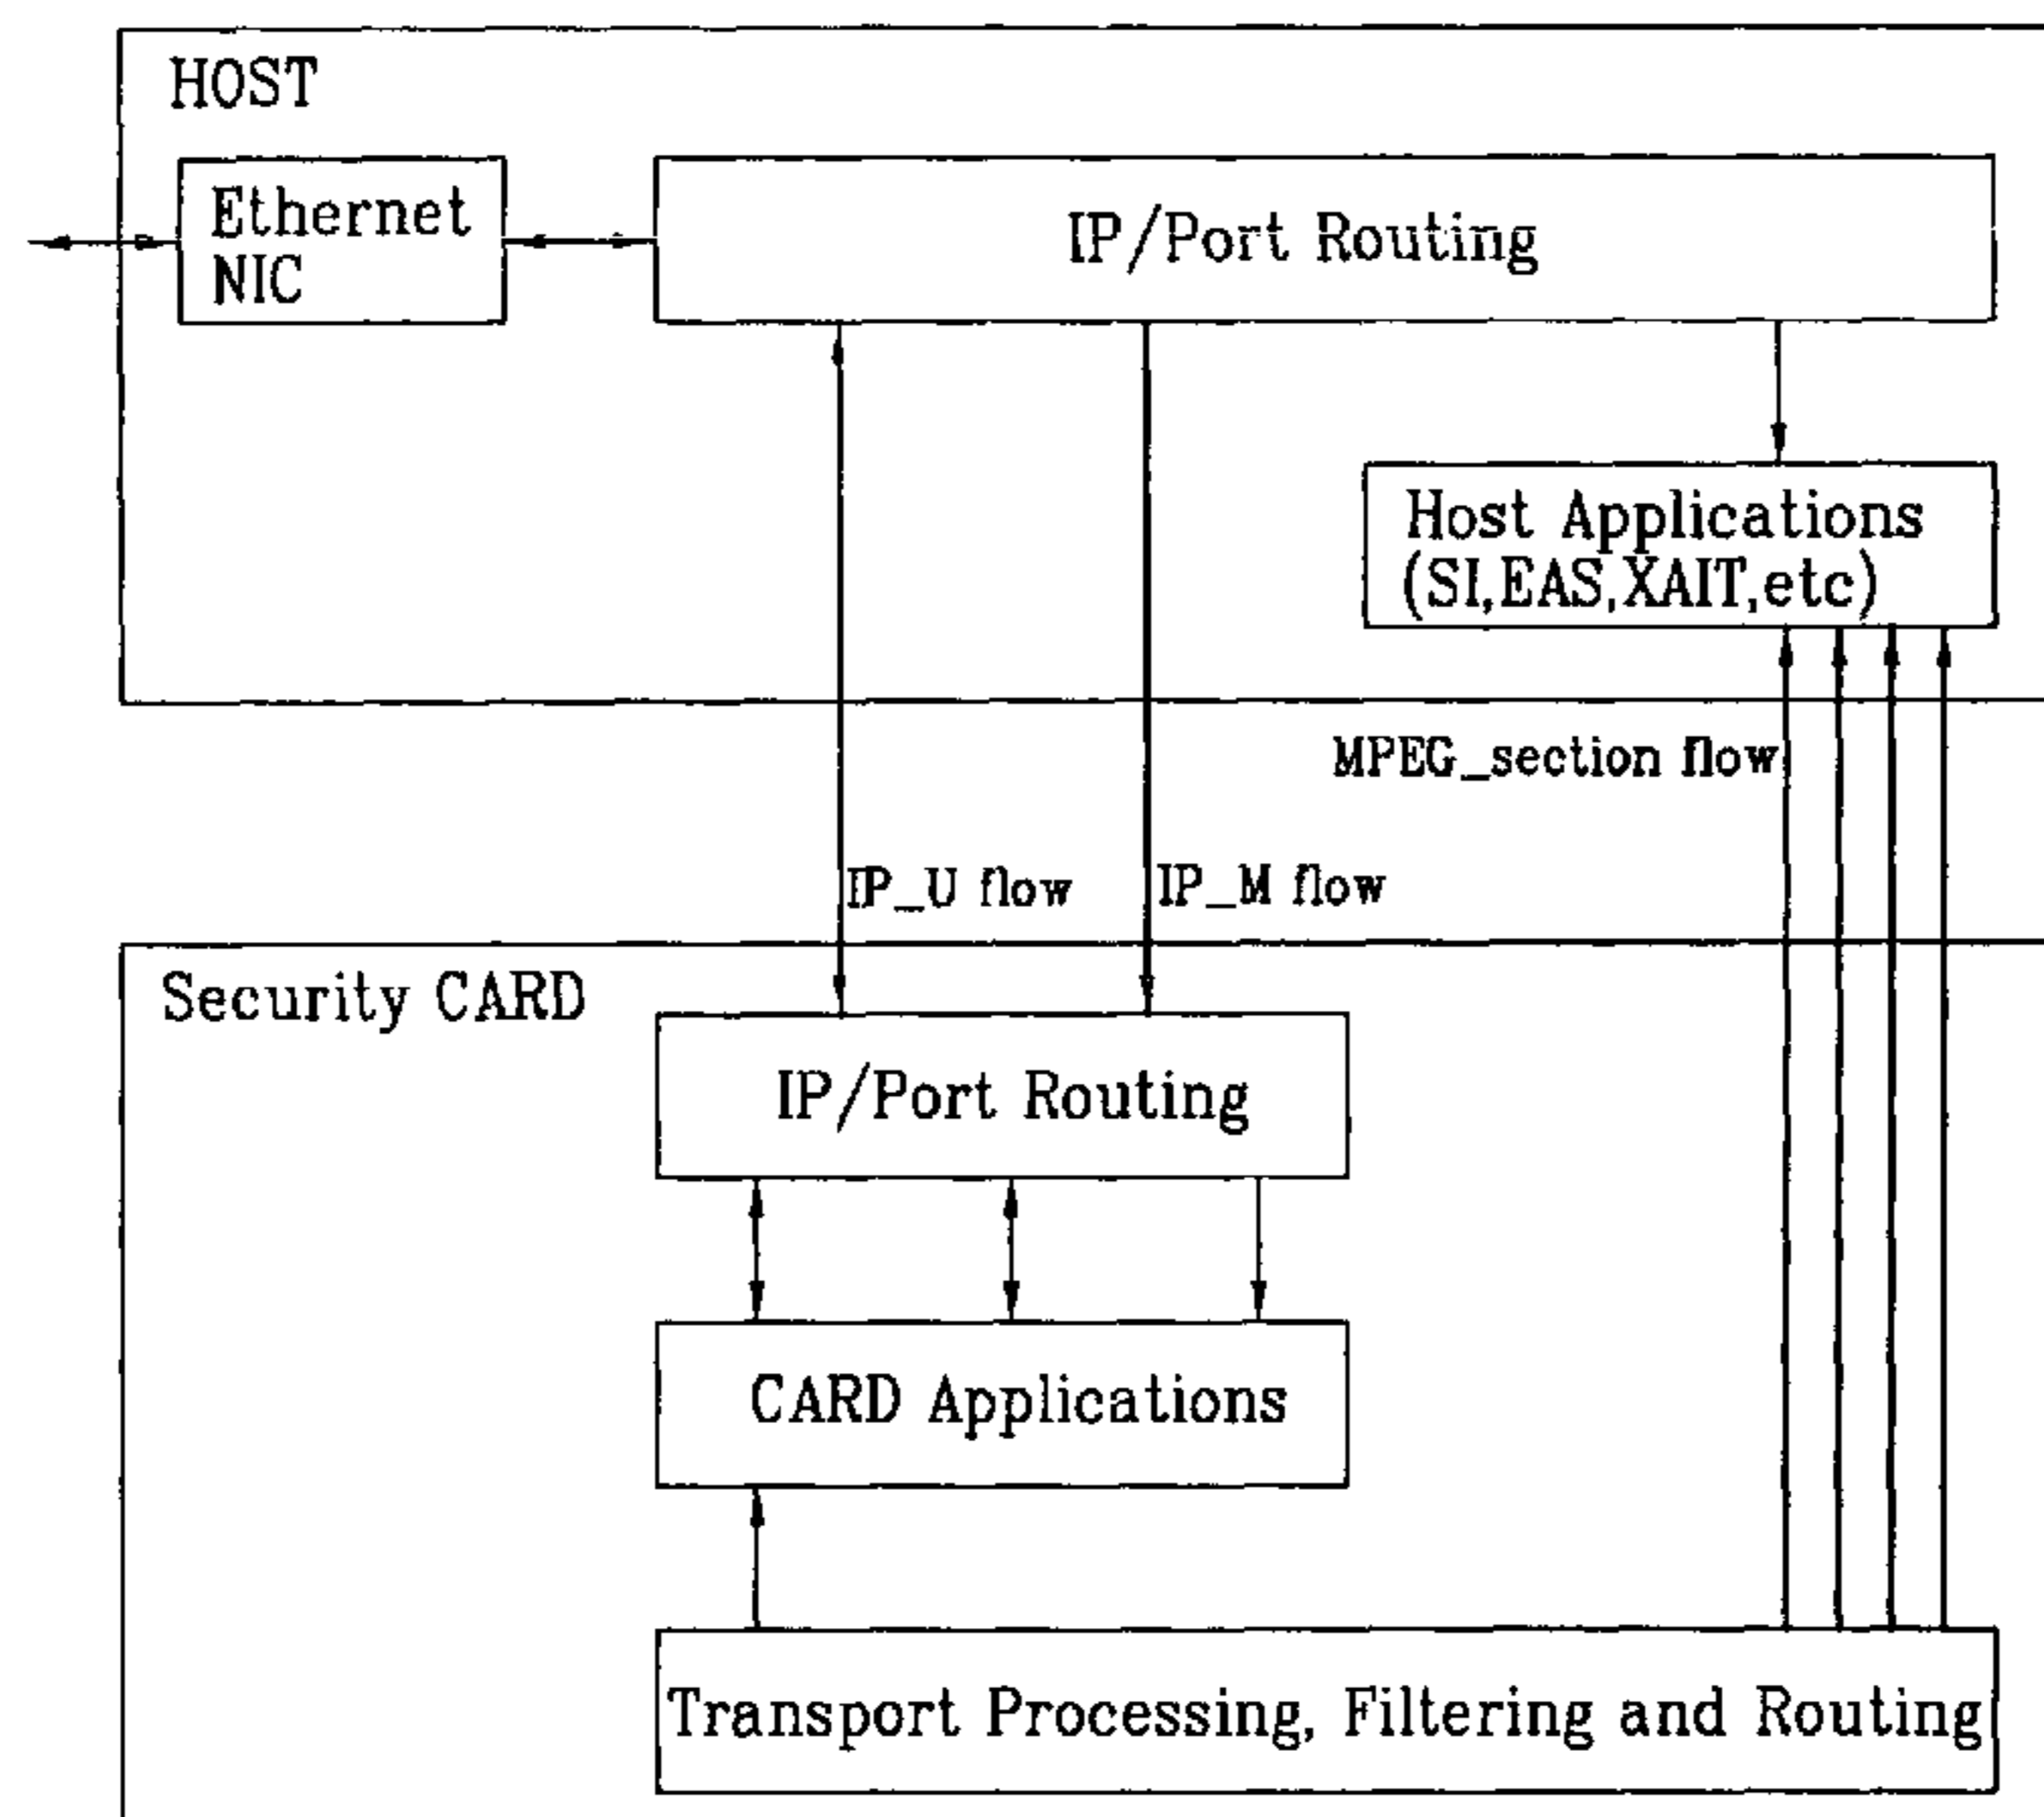 HOST
Ethernet
NIC
IP/Port Routing
Host Applications
(SI,EAS,XAIT,etc)
MPEG_section flow
IP_U flow
IP_M flow
Security CARD
IP/Port Routing
CARD Applications
Transport Processing, Filtering and Routing